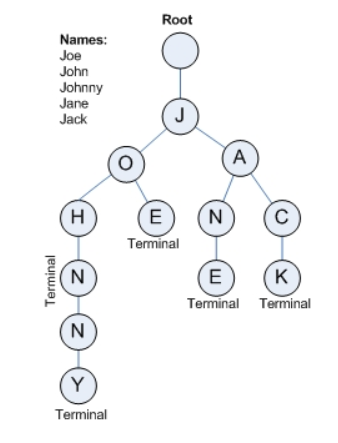 Root
Names:
Joe
John
Johnny
Jane
Jack
J
O
A
H
E
N
C
Terminal
Terminal
N
E
K
Terminal
Terminal
N
Y
Terminal